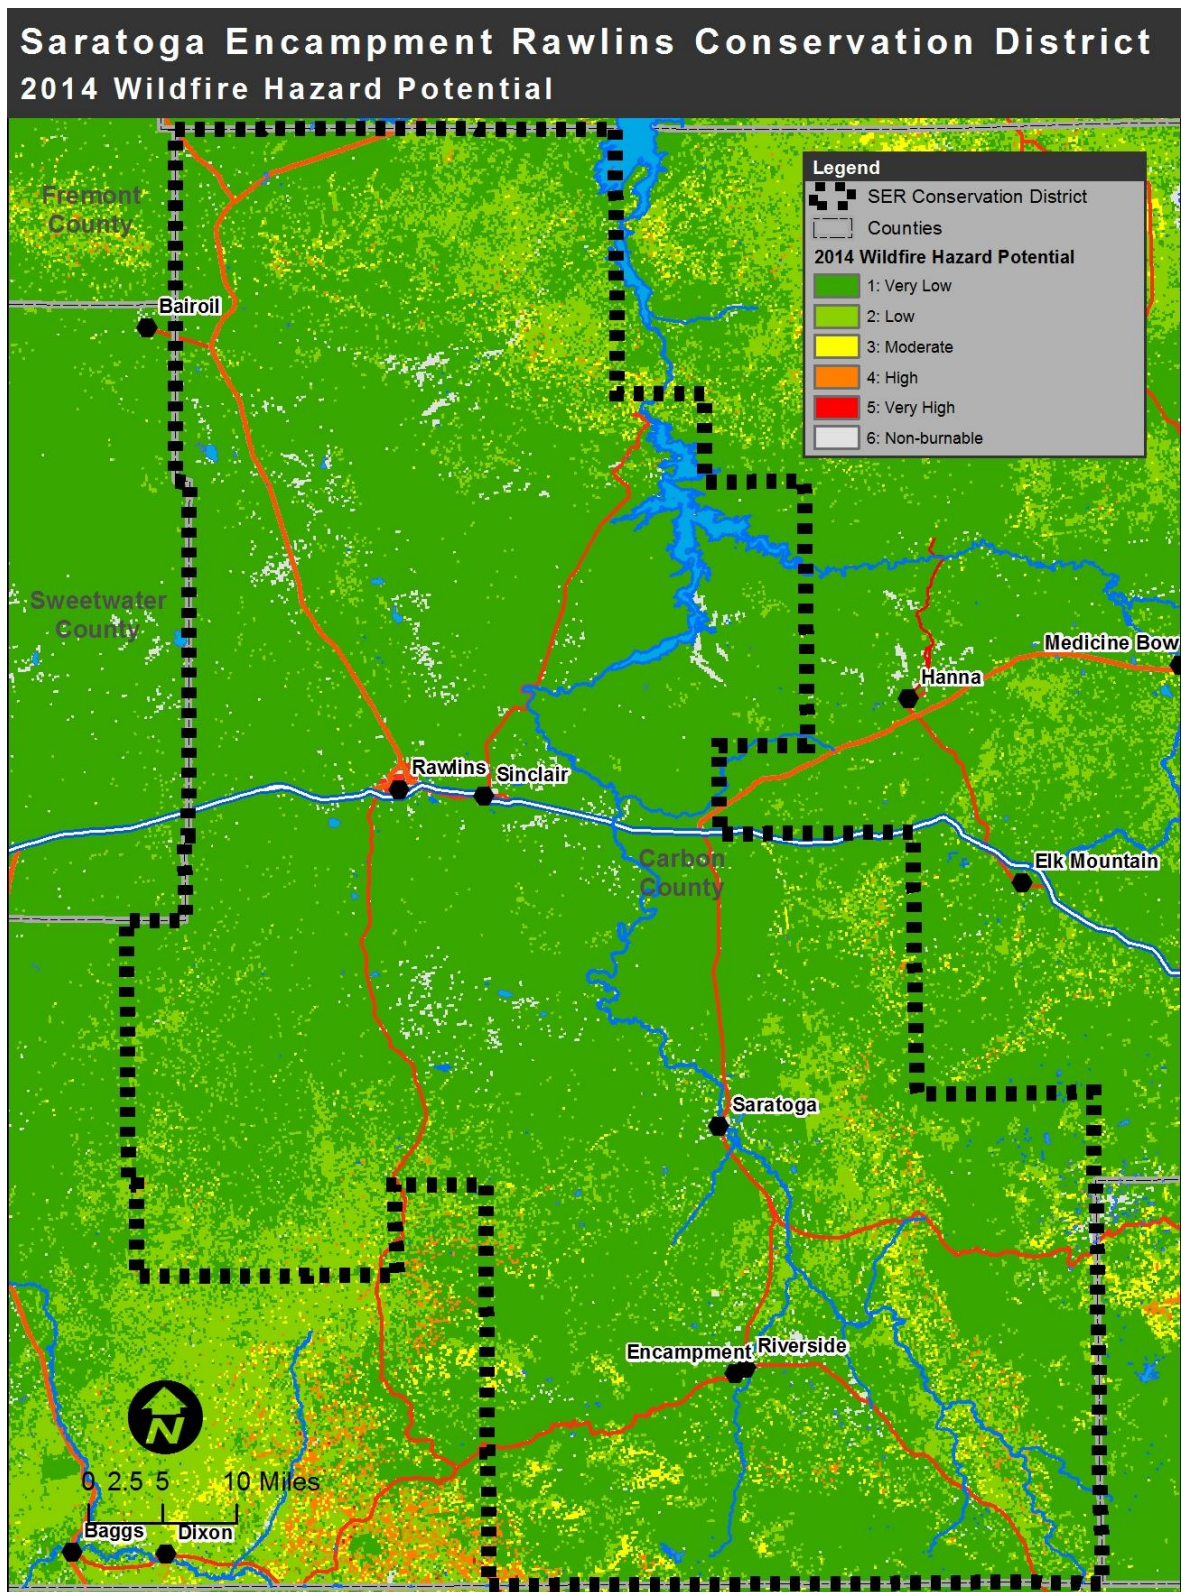 Saratoga Encampment Rawlins Conservation District
2014 Wildfire Hazard Potential
Legend
SER Conservation District
Counties
2014 Wildfire Hazard Potential
1: Very Low
2: Low
3: Moderate
4: High
5: Very High
6: Non-burnable
Fremont
County
Bairoil
Sweetwater
County
Medicine Bow
Hanna
Rawlins
Sinclair
Carbon
County
Elk Mountain
Saratoga
Encampment
Riverside
N
0 2.5 5 10 Miles
Baggs
Dixon